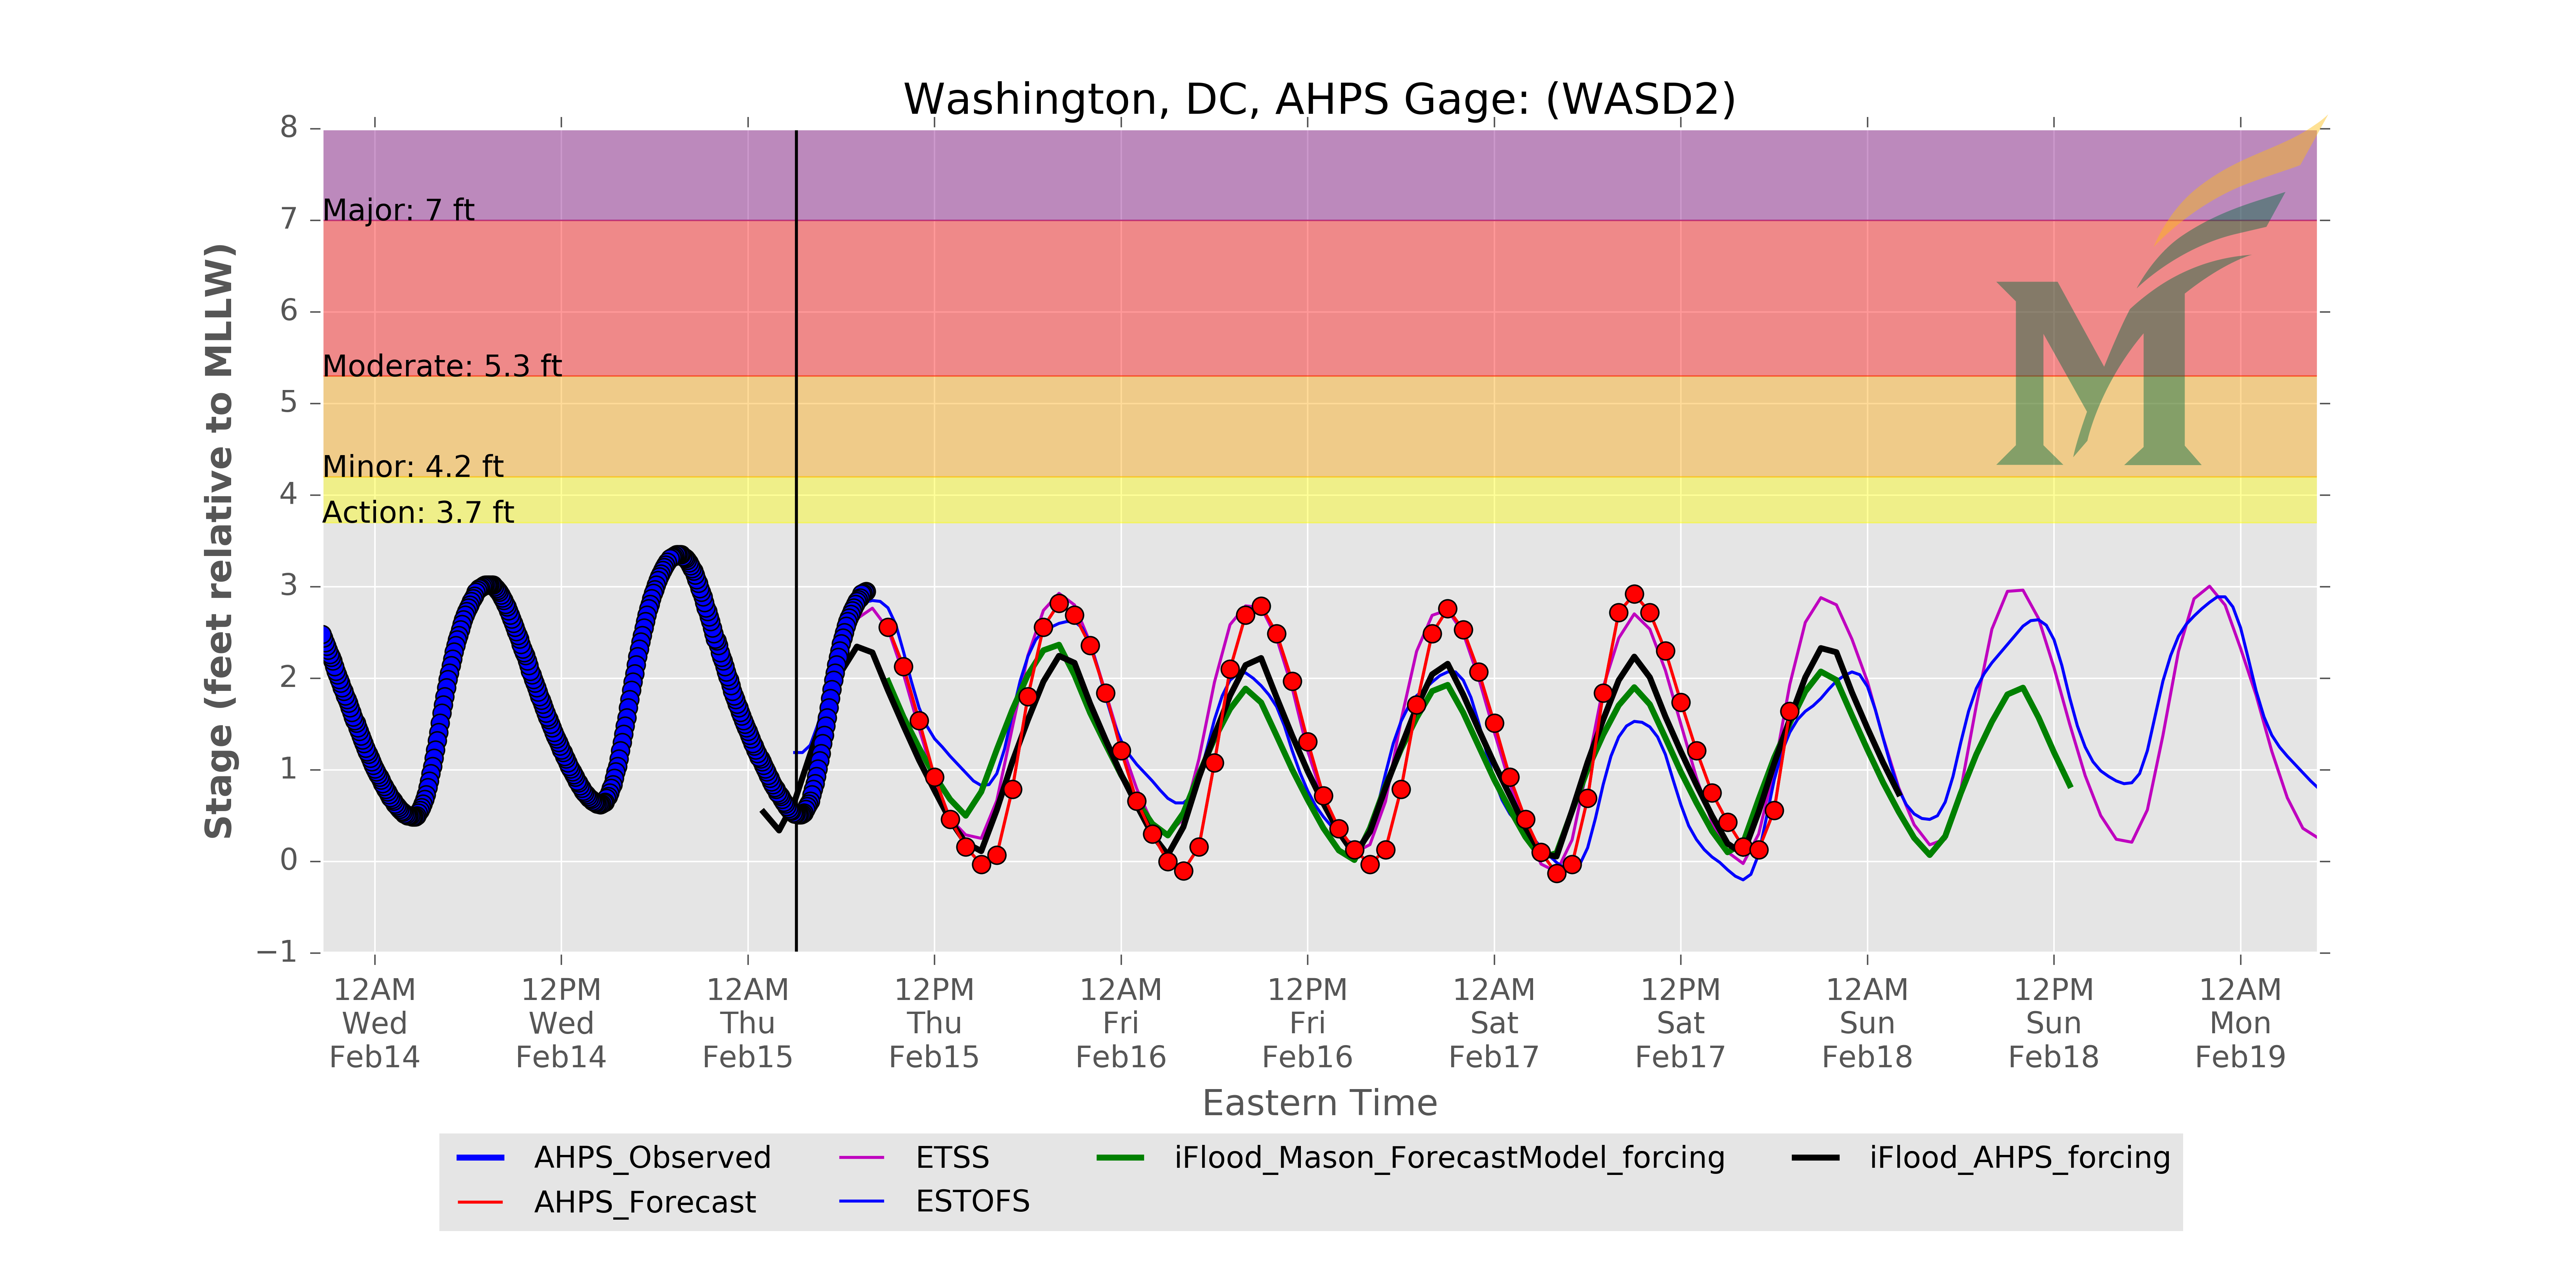 Washington, DC, AHPS Gage: (WASD2)
8
7
6
5
4
3
2
1
0
−1
Stage (feet relative to MLLW)
Major: 7 ft
Moderate: 5.3 ft
Minor: 4.2 ft
Action: 3.7 ft
M
12AM Wed Feb14
12PM Wed Feb14
12AM Thu Feb15
12PM Thu Feb15
12AM Fri Feb16
12PM Fri Feb16
12AM Sat Feb17
12PM Sat Feb17
12AM Sun Feb18
12PM Sun Feb18
12AM Mon Feb19
Eastern Time
AHPS_Observed
AHPS_Forecast
ETSS
ESTOFS
iFlood_Mason_ForecastModel_forcing
iFlood_AHPS_forcing